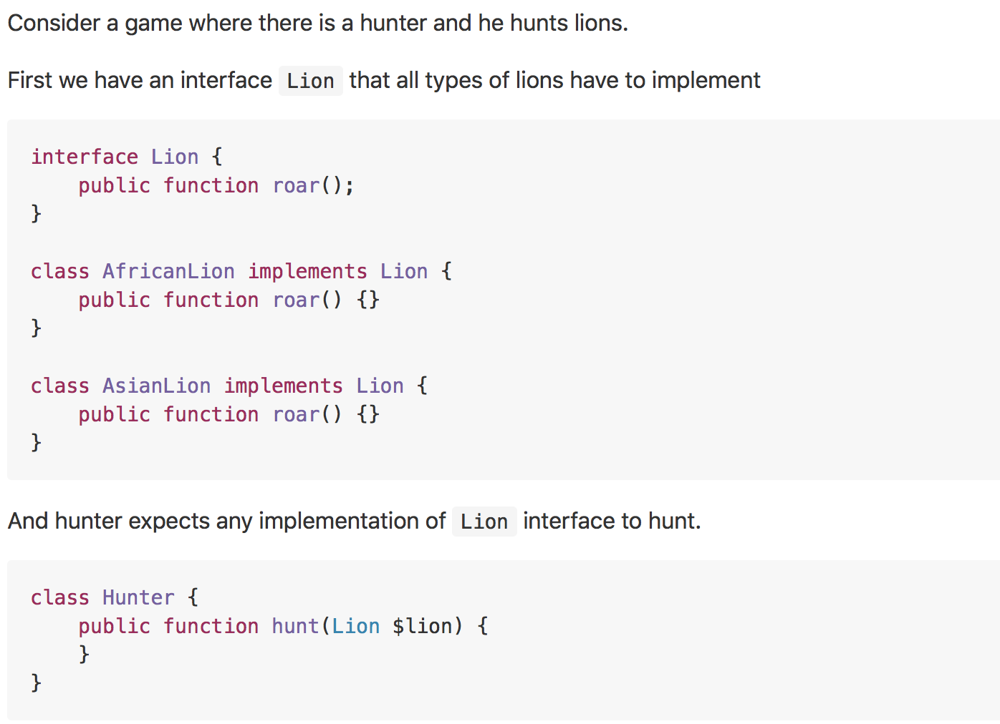 Consider a game where there is a hunter and he hunts lions.
First we have an interface Lion that all types of lions have to implement
interface Lion {
    public function roar();
}
class AfricanLion implements Lion {
    public function roar() {}
}
class AsianLion implements Lion {
    public function roar() {}
}
And hunter expects any implementation of Lion interface to hunt.
class Hunter {
    public function hunt(Lion $lion) {
    }
}